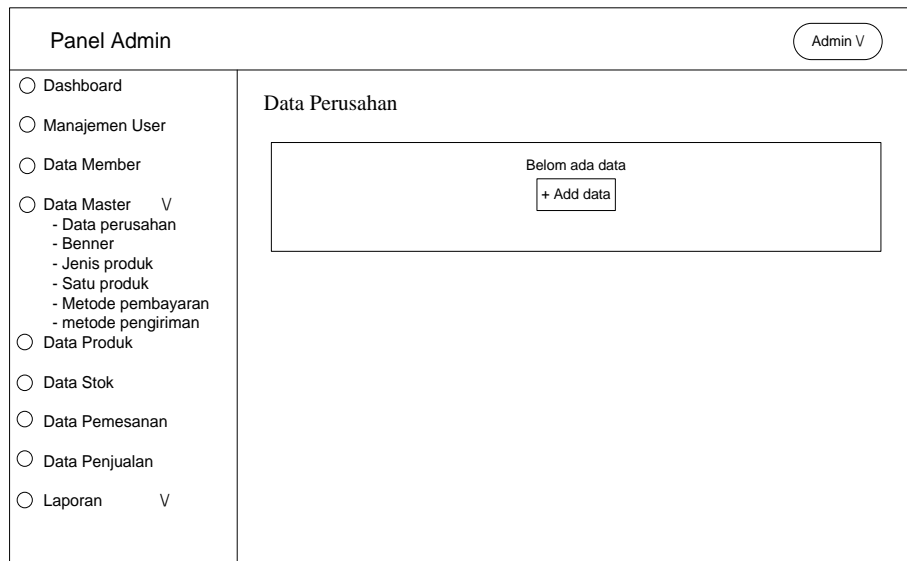 Panel Admin
Admin \/
Dashboard
Manajemen User
Data Member
Data Master \/
- Data perusahan
- Benner
- Jenis produk
- Satu produk
- Metode pembayaran
- metode pengiriman
Data Produk
Data Stok
Data Pemesanan
Data Penjualan
Laporan \/
Data Perusahan
Belom ada data
+ Add data